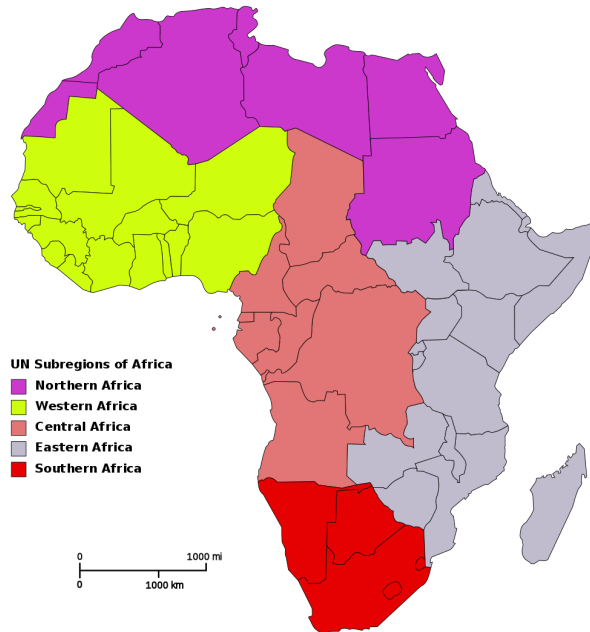 UN Subregions of Africa
Northern Africa
Western Africa
Central Africa
Eastern Africa
Southern Africa
0 1000 mi
0 1000 km